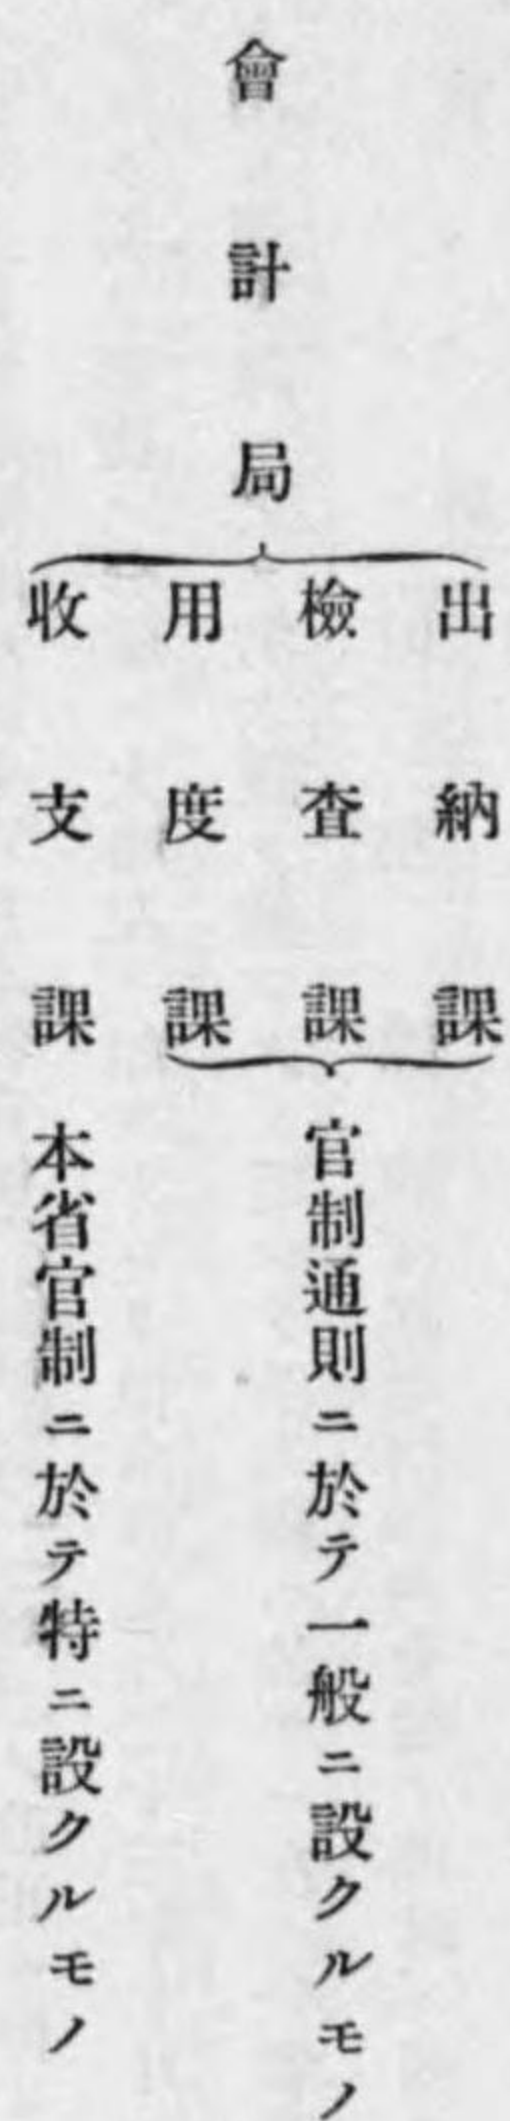 會計局
出納課
檢査課
用度課
官制通則ニ於テ一般ニ設クルモノ
收支課
本省官制ニ於テ特ニ設クルモノ